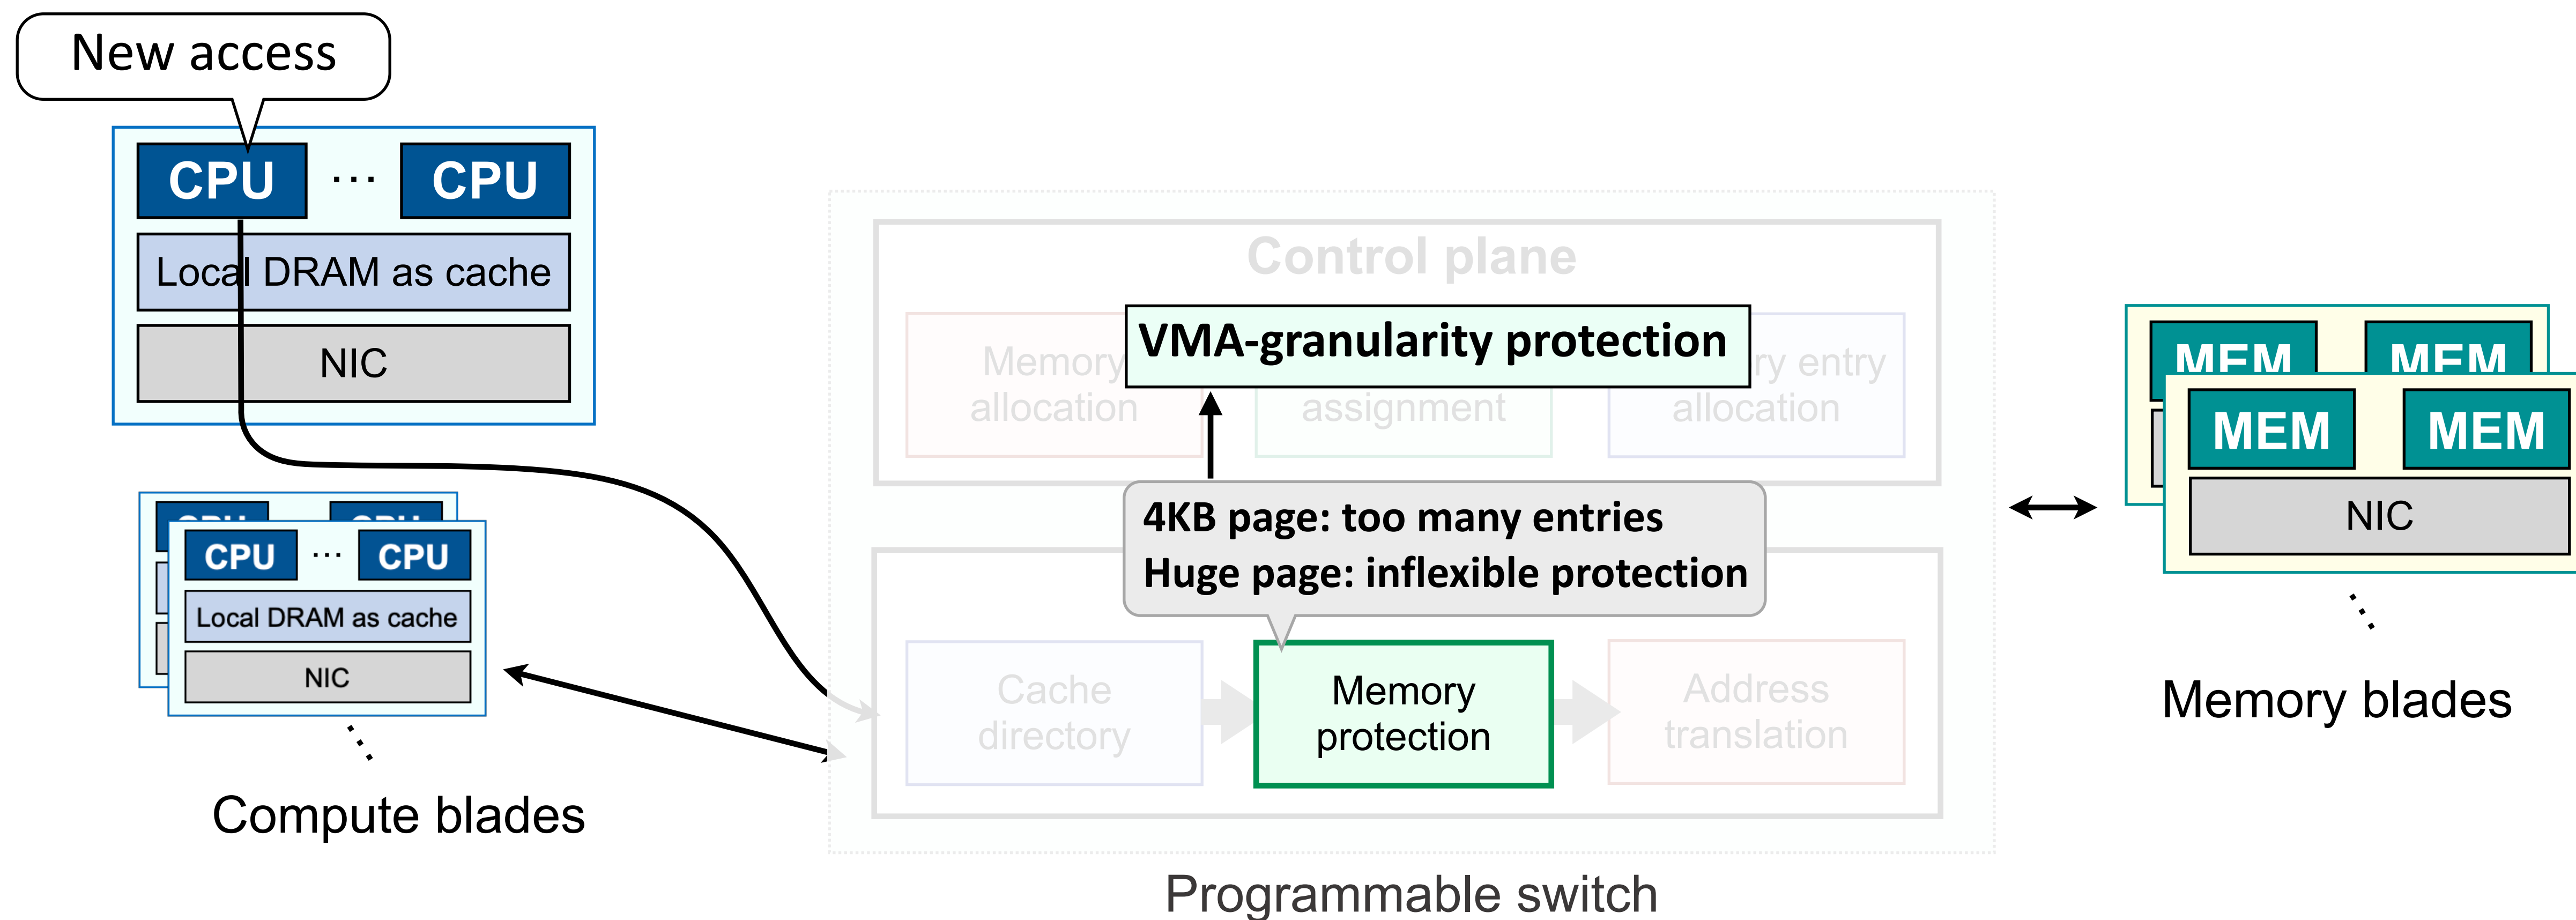 New access
CPU ... CPU
Local DRAM as cache
NIC
CPU CPU
CPU ... CPU
Local DRAM as cache
NIC
Compute blades
Control plane
VMA-granularity protection
Memory
allocation
assignment
ry entry
allocation
4KB page: too many entries
Huge page: inflexible protection
Cache
directory
Memory
protection
Address
translation
Programmable switch
MEM MEM
MEM MEM
NIC
Memory blades